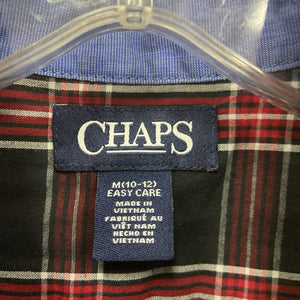 CHAPS
M(10-12)
EASY CARE
MADE IN
VIETNAM
FABRIQUÉ AU
VIÊT NAM
HECHO EN
VIETNAM